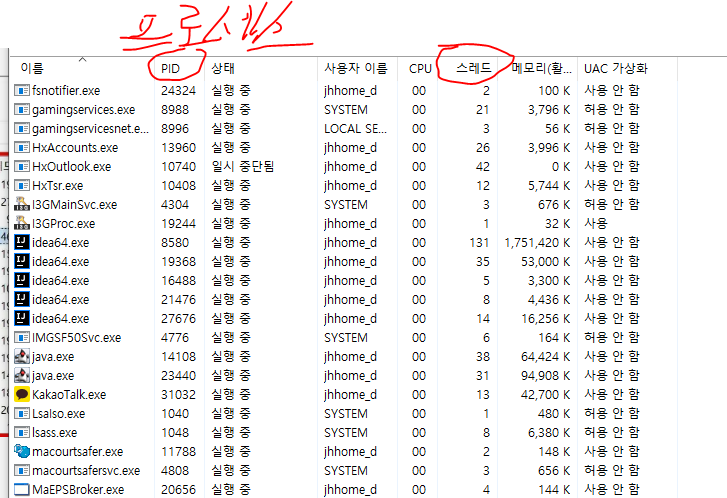 프로세스
이름 PID 상태 사용자 이름 CPU 스레드 메모리(활... UAC 가상화
fsnotifier.exe 24324 실행 중 jhhome_d 00 2 100 K 사용 안 함
gamingservices.exe 8988 실행 중 SYSTEM 00 21 3,796 K 허용 안 함
gamingservicesnet.e... 8996 실행 중 LOCAL SE... 00 3 56 K 허용 안 함
HxAccounts.exe 13960 실행 중 jhhome_d 00 26 3,996 K 사용 안 함
HxOutlook.exe 10740 일시 중단됨 jhhome_d 00 42 0 K 사용 안 함
HxTsr.exe 10408 실행 중 jhhome_d 00 12 5,744 K 사용 안 함
I3GMainSvc.exe 4304 실행 중 SYSTEM 00 3 676 K 허용 안 함
I3GProc.exe 19244 실행 중 jhhome_d 00 1 32 K 사용
idea64.exe 8580 실행 중 jhhome_d 00 131 1,751,420 K 사용 안 함
idea64.exe 19368 실행 중 jhhome_d 00 35 53,000 K 사용 안 함
idea64.exe 16488 실행 중 jhhome_d 00 5 3,300 K 사용 안 함
idea64.exe 21476 실행 중 jhhome_d 00 8 4,436 K 사용 안 함
idea64.exe 27676 실행 중 jhhome_d 00 14 16,256 K 사용 안 함
IMGSF50Svc.exe 4776 실행 중 SYSTEM 00 6 164 K 허용 안 함
java.exe 14108 실행 중 jhhome_d 00 38 64,424 K 사용 안 함
java.exe 23440 실행 중 jhhome_d 00 31 94,908 K 사용 안 함
KakaoTalk.exe 31032 실행 중 jhhome_d 00 13 42,700 K 사용 안 함
LsaIso.exe 1040 실행 중 SYSTEM 00 1 480 K 허용 안 함
lsass.exe 1048 실행 중 SYSTEM 00 8 6,380 K 허용 안 함
macourtsafer.exe 11788 실행 중 jhhome_d 00 2 148 K 사용 안 함
macourtsafersvc.exe 4808 실행 중 SYSTEM 00 3 656 K 허용 안 함
MaEPSBroker.exe 20656 실행 중 jhhome_d 00 4 144 K 사용 안 함